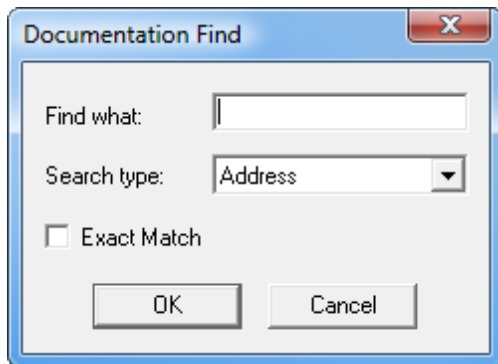 Documentation Find
Find what:
Search type: Address
Exact Match
OK Cancel